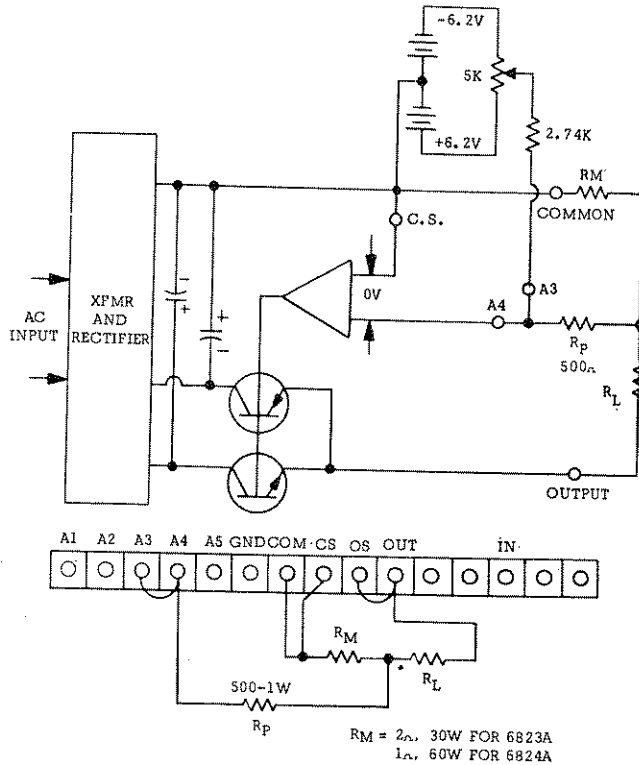 -6.2V
5K
2.74K
+6.2V
RM
COMMON
C.S.
A3
A4
0V
XFMR
AND
RECTIFIER
AC
INPUT
Rp
500Ω
RL
OUTPUT
A1 A2 A3 A4 A5 GND COM CS OS OUT IN
RM
RL
500-1W
Rp
RM = 2Ω, 30W FOR 6823A
1Ω, 60W FOR 6824A